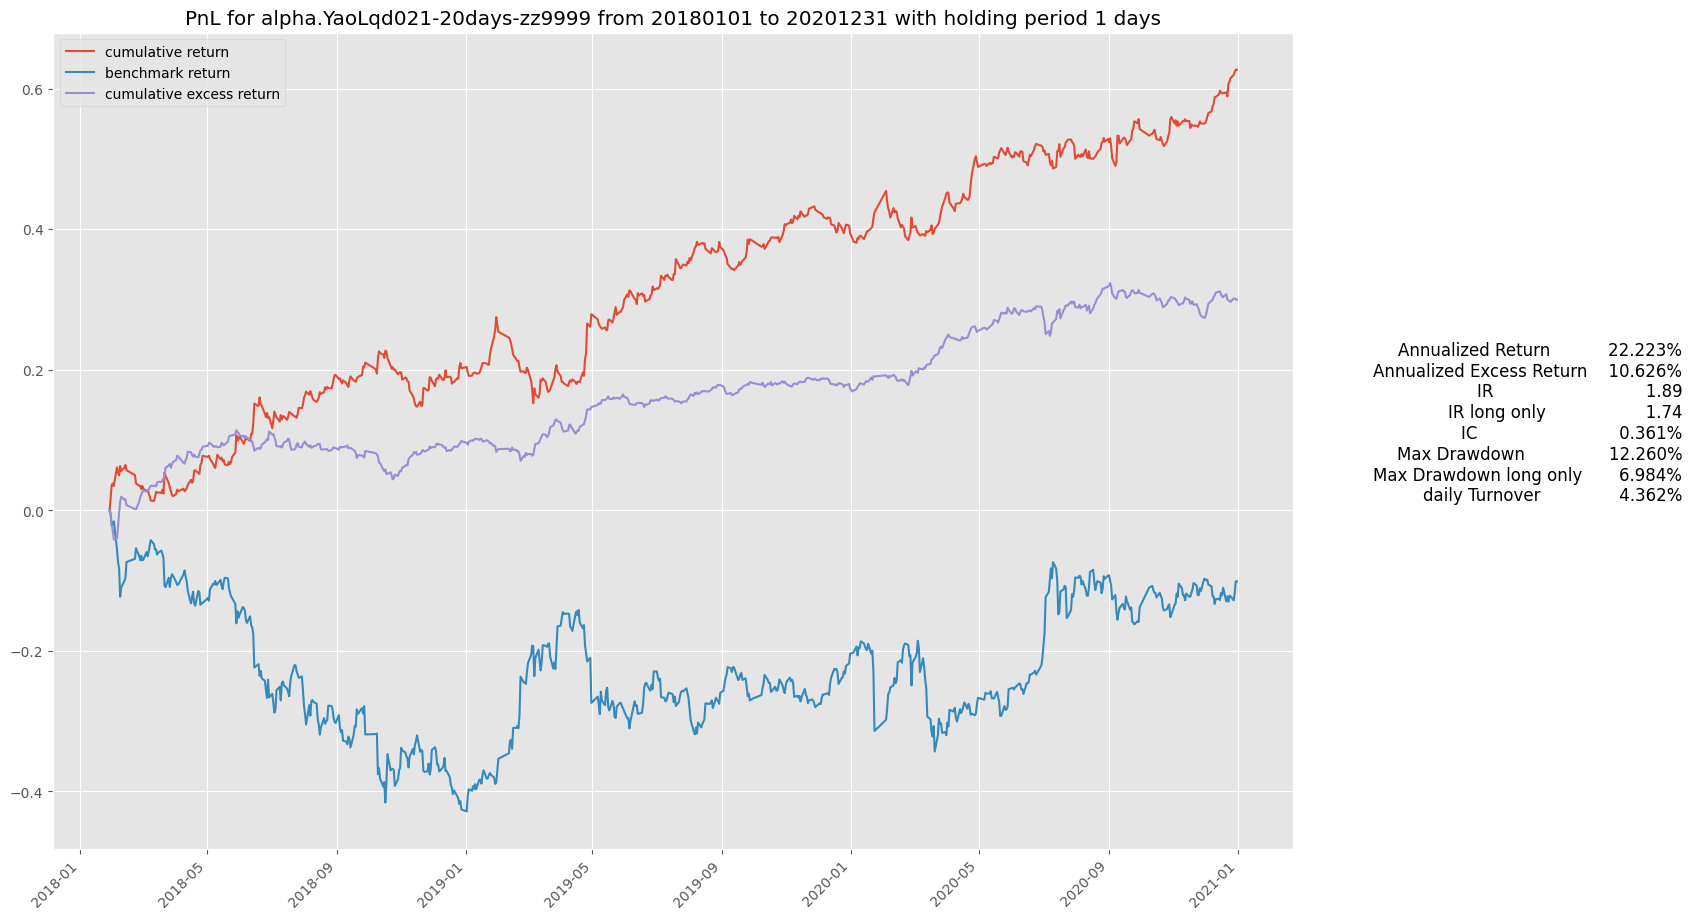 PnL for alpha.YaoLqd021-20days-zz9999 from 20180101 to 20201231 with holding period 1 days
cumulative return
benchmark return
cumulative excess return
0.6
0.4
0.2
0.0
−0.2
−0.4
2018-01
2018-05
2018-09
2019-01
2019-05
2019-09
2020-01
2020-05
2020-09
2021-01
Annualized Return 22.223%
Annualized Excess Return 10.626%
IR 1.89
IR long only 1.74
IC 0.361%
Max Drawdown 12.260%
Max Drawdown long only 6.984%
daily Turnover 4.362%